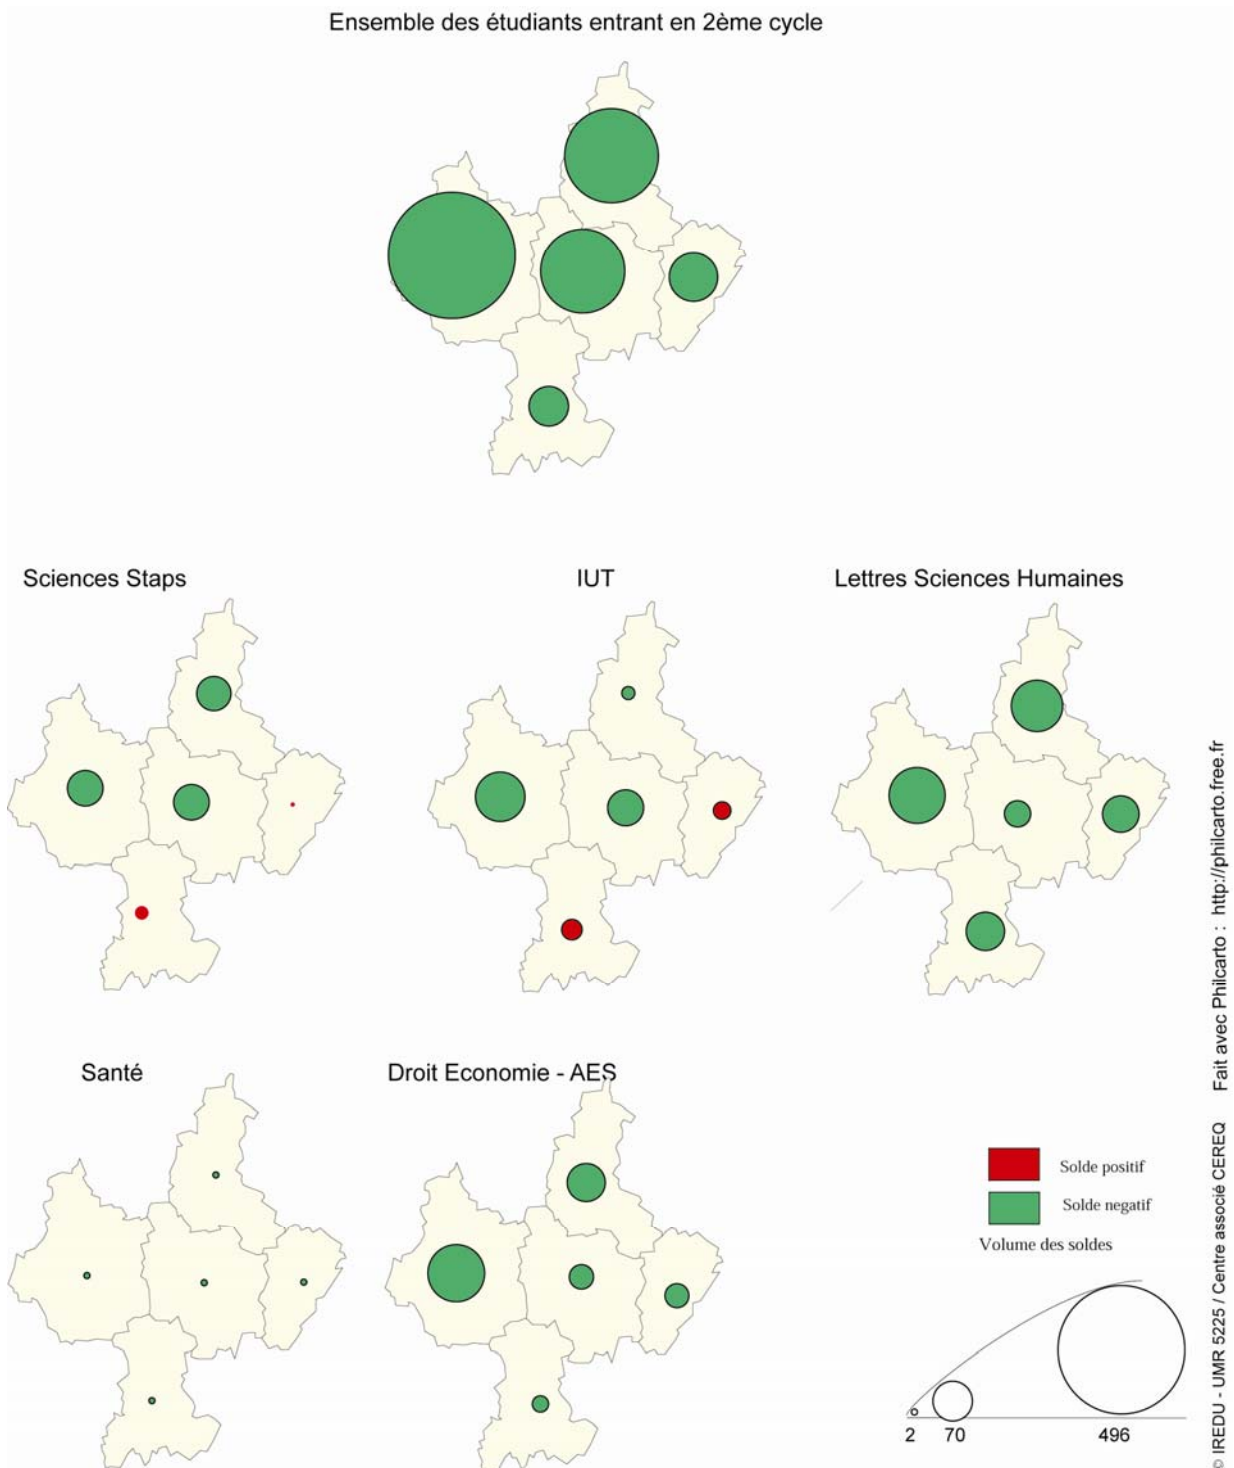 Ensemble des étudiants entrant en 2ème cycle
Sciences Staps
IUT
Lettres Sciences Humaines
Santé
Droit Economie - AES
Solde positif
Solde negatif
Volume des soldes
2
70
496
© IREDU - UMR 5225 / Centre associé CEREQ Fait avec Philcarto : http://philcarto.free.fr